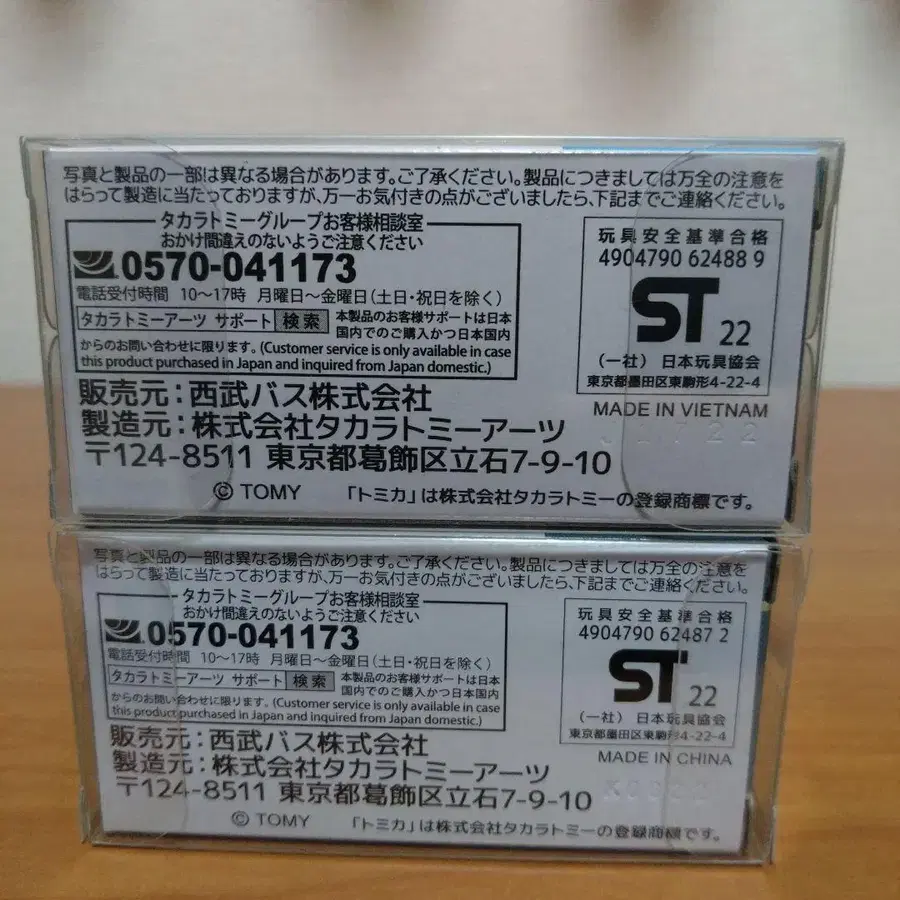 写真と製品の一部は異なる場合があります。ご了承ください。製品につきましては万全の注意を
はらって製造に当たっておりますが、万一お気付きの点がございましたら、下記までご連絡ください。
タカラトミーグループお客様相談室
おかけ間違えのないようご注意ください
0570-041173
電話受付時間 10～17時 月曜日～金曜日(土日・祝日を除く)
タカラトミーアーツ サポート 検索 本製品のお客様サポートは日本
国内でのご購入かつ日本国内
からのお問い合わせに限ります。(Customer service is only available in case
this product purchased in Japan and inquired from Japan domestic.)
玩具安全基準合格
4904790 62488 9
ST 22
(一社) 日本玩具協会
東京都墨田区東駒形4-22-4
MADE IN VIETNAM
販売元：西武バス株式会社
製造元：株式会社タカラトミーアーツ
〒124-8511 東京都葛飾区立石7-9-10
© TOMY 「トミカ」は株式会社タカラトミーの登録商標です。
写真と製品の一部は異なる場合があります。ご了承ください。製品につきましては万全の注意を
はらって製造に当たっておりますが、万一お気付きの点がございましたら、下記までご連絡ください。
タカラトミーグループお客様相談室
おかけ間違えのないようご注意ください
0570-041173
電話受付時間 10～17時 月曜日～金曜日(土日・祝日を除く)
タカラトミーアーツ サポート 検索 本製品のお客様サポートは日本
国内でのご購入かつ日本国内
からのお問い合わせに限ります。(Customer service is only available in case
this product purchased in Japan and inquired from Japan domestic.)
玩具安全基準合格
4904790 62487 2
ST 22
(一社) 日本玩具協会
東京都墨田区東駒形4-22-4
MADE IN CHINA
販売元：西武バス株式会社
製造元：株式会社タカラトミーアーツ
〒124-8511 東京都葛飾区立石7-9-10
© TOMY 「トミカ」は株式会社タカラトミーの登録商標です。